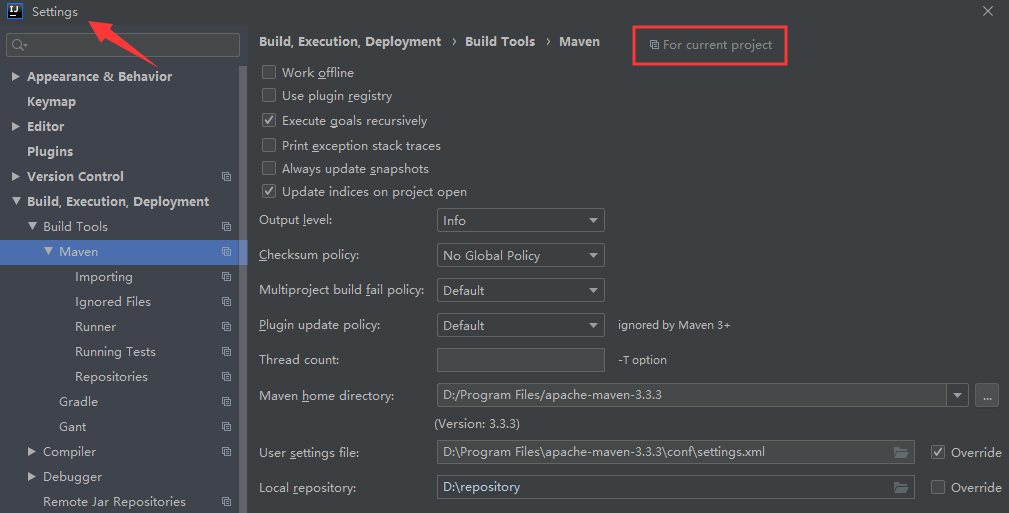 IJ Settings
Appearance & Behavior
Keymap
Editor
Plugins
Version Control
Build, Execution, Deployment
Build Tools
Maven
Importing
Ignored Files
Runner
Running Tests
Repositories
Gradle
Gant
Compiler
Debugger
Remote Jar Repositories
Build, Execution, Deployment › Build Tools › Maven For current project
Work offline
Use plugin registry
Execute goals recursively
Print exception stack traces
Always update snapshots
Update indices on project open
Output level: Info
Checksum policy: No Global Policy
Multiproject build fail policy: Default
Plugin update policy: Default ignored by Maven 3+
Thread count: -T option
Maven home directory: D:/Program Files/apache-maven-3.3.3 ...
(Version: 3.3.3)
User settings file: D:\Program Files\apache-maven-3.3.3\conf\settings.xml Override
Local repository: D:\repository Override